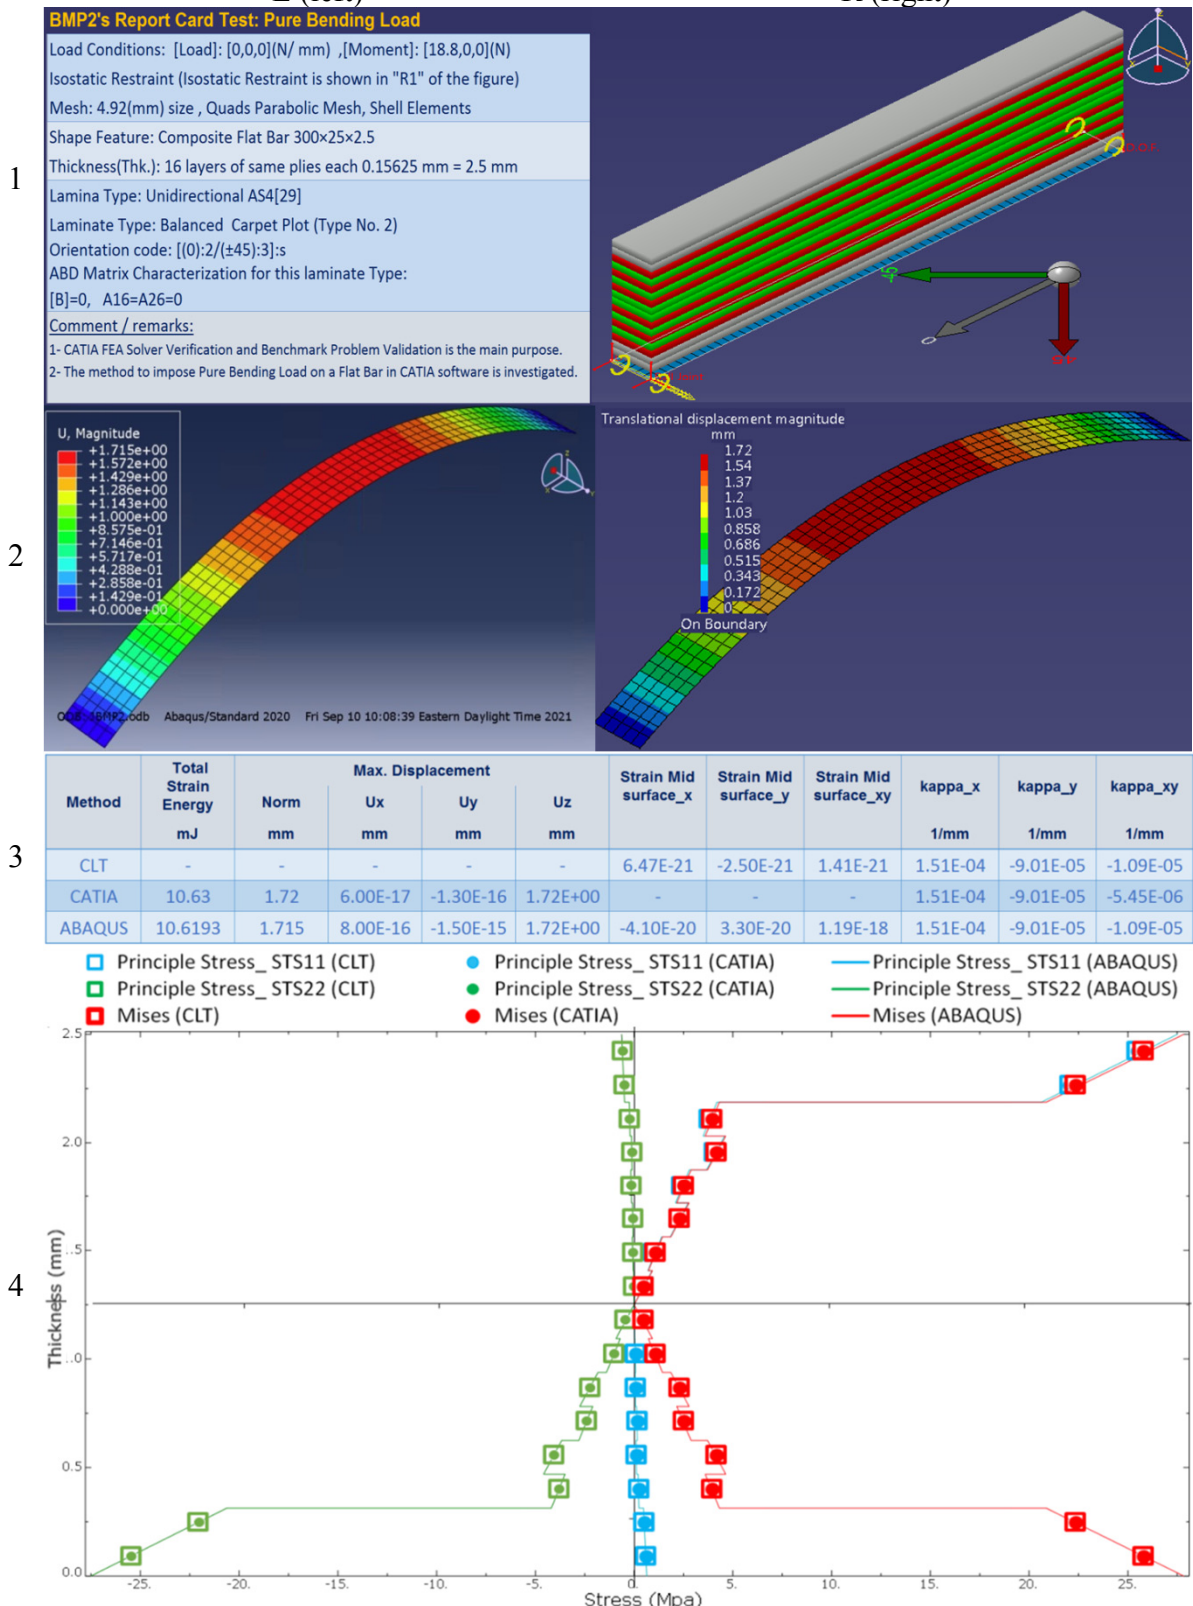 L (left)
R (right)
BMP2's Report Card Test: Pure Bending Load
Load Conditions: [Load]: [0,0,0](N/ mm) ,[Moment]: [18.8,0,0](N)
Isostatic Restraint (Isostatic Restraint is shown in "R1" of the figure)
Mesh: 4.92(mm) size , Quads Parabolic Mesh, Shell Elements
Shape Feature: Composite Flat Bar 300×25×2.5
Thickness(Thk.): 16 layers of same plies each 0.15625 mm = 2.5 mm
Lamina Type: Unidirectional AS4[29]
Laminate Type: Balanced Carpet Plot (Type No. 2)
Orientation code: [(0):2/(±45):3]:s
ABD Matrix Characterization for this laminate Type:
[B]=0, A16=A26=0
Comment / remarks:
1- CATIA FEA Solver Verification and Benchmark Problem Validation is the main purpose.
2- The method to impose Pure Bending Load on a Flat Bar in CATIA software is investigated.
1
-45
0
2
U, Magnitude
+1.715e+00
+1.572e+00
+1.429e+00
+1.286e+00
+1.143e+00
+1.000e+00
+8.575e-01
+7.146e-01
+5.717e-01
+4.288e-01
+2.858e-01
+1.429e-01
+0.000e+00
BMP2.odb Abaqus/Standard 2020 Fri Sep 10 10:08:39 Eastern Daylight Time 2021
Translational displacement magnitude
mm
1.72
1.54
1.37
1.2
1.03
0.858
0.686
0.515
0.343
0.172
0
On Boundary
3
Method Total Strain Energy mJ Max. Displacement Norm mm Ux mm Uy mm Uz mm Strain Mid surface_x Strain Mid surface_y Strain Mid surface_xy kappa_x 1/mm kappa_y 1/mm kappa_xy 1/mm
CLT - - - - - 6.47E-21 -2.50E-21 1.41E-21 1.51E-04 -9.01E-05 -1.09E-05
CATIA 10.63 1.72 6.00E-17 -1.30E-16 1.72E+00 - - - 1.51E-04 -9.01E-05 -5.45E-06
ABAQUS 10.6193 1.715 8.00E-16 -1.50E-15 1.72E+00 -4.10E-20 3.30E-20 1.19E-18 1.51E-04 -9.01E-05 -1.09E-05
Principle Stress_ STS11 (CLT) Principle Stress_ STS11 (CATIA) Principle Stress_ STS11 (ABAQUS)
Principle Stress_ STS22 (CLT) Principle Stress_ STS22 (CATIA) Principle Stress_ STS22 (ABAQUS)
Mises (CLT) Mises (CATIA) Mises (ABAQUS)
4
2.5
2.0
.5
.0
0.5
0.0
Thickness (mm)
-25. -20. -15. -10. -5. 0. 5. 10. 15. 20. 25.
Stress (Mpa)